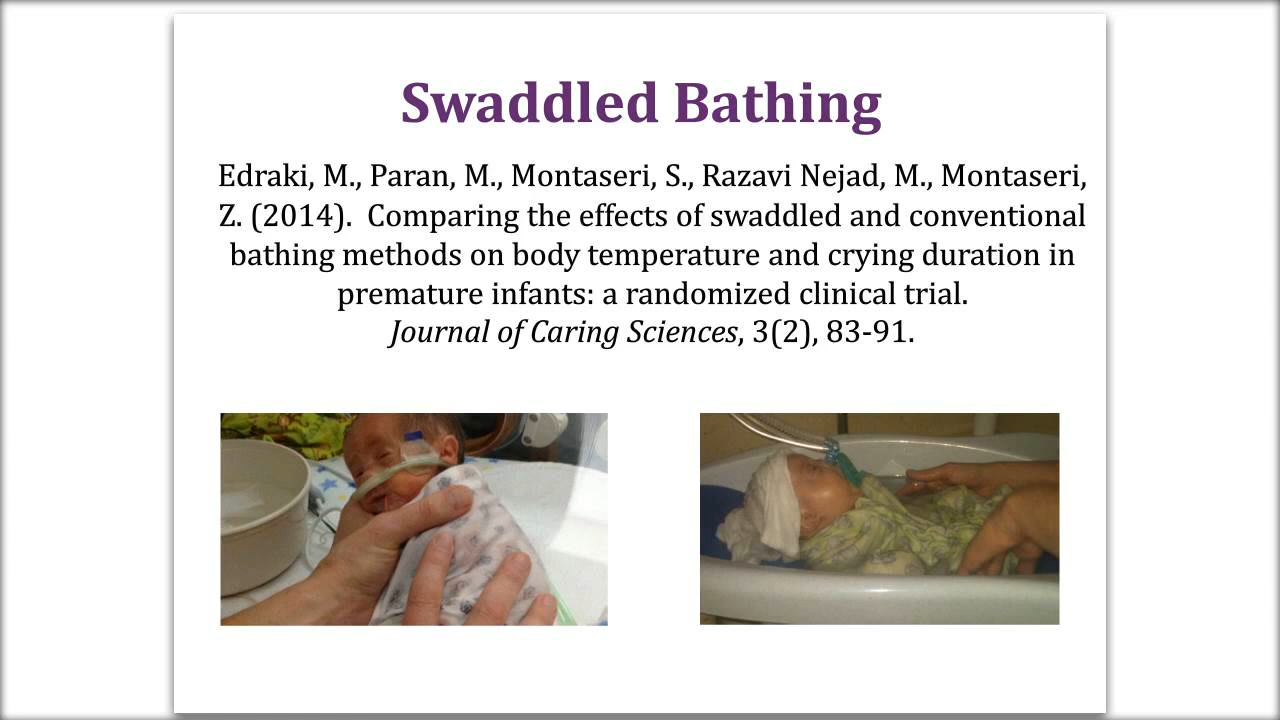 Swaddled Bathing
Edraki, M., Paran, M., Montaseri, S., Razavi Nejad, M., Montaseri,
Z. (2014).  Comparing the effects of swaddled and conventional
bathing methods on body temperature and crying duration in
premature infants: a randomized clinical trial.
Journal of Caring Sciences, 3(2), 83-91.